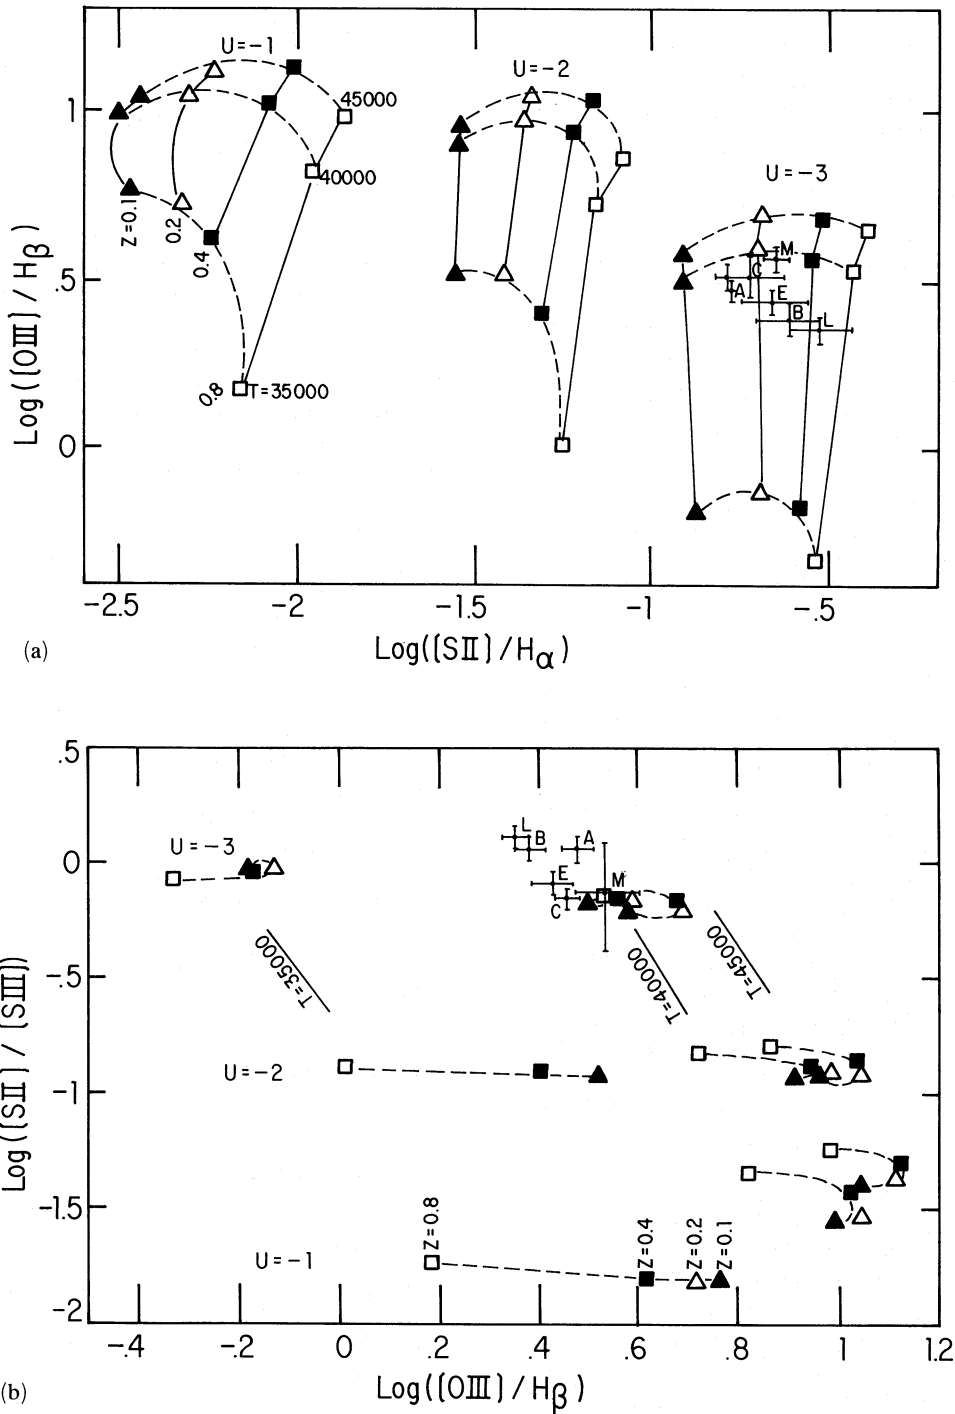 U=-1
45000
1
U=-2
40000
U=-3
Z=0.1
0.2
0.4
M
C
.5
A
E
B
L
0.8
T=35000
0
Log([OIII]/Hβ)
-2.5
-2
-1.5
-1
-.5
(a)
Log([SII]/Hα)
.5
L
B
A
U=-3
0
E
M
C
T=35000
T=40000
T=45000
-.5
U=-2
-1
Log([SII]/[SIII])
-1.5
Z=0.8
Z=0.4
Z=0.2
Z=0.1
U=-1
-2
-.4
-.2
0
.2
.4
.6
.8
1
1.2
(b)
Log([OIII]/Hβ)